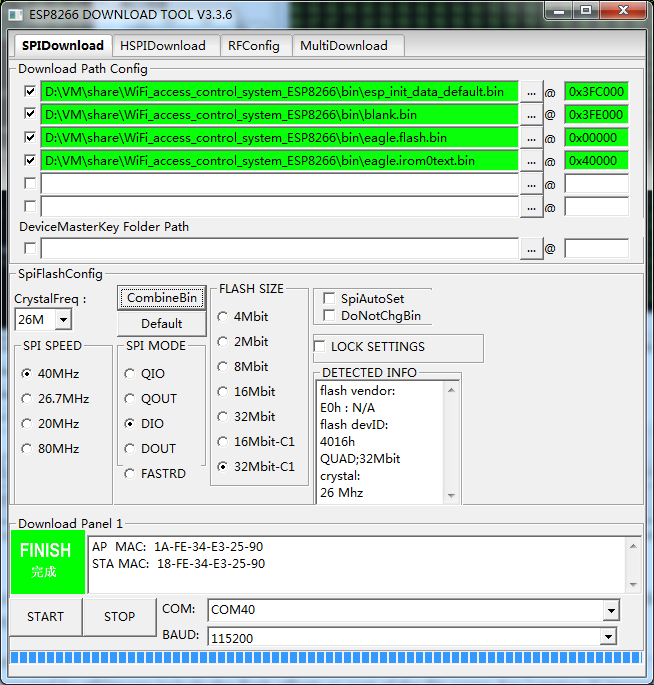 ESP8266 DOWNLOAD TOOL V3.3.6
SPIDownload HSPIDownload RFConfig MultiDownload
Download Path Config
D:\VM\share\WiFi_access_control_system_ESP8266\bin\esp_init_data_default.bin ... @ 0x3FC000
D:\VM\share\WiFi_access_control_system_ESP8266\bin\blank.bin ... @ 0x3FE000
D:\VM\share\WiFi_access_control_system_ESP8266\bin\eagle.flash.bin ... @ 0x00000
D:\VM\share\WiFi_access_control_system_ESP8266\bin\eagle.irom0text.bin ... @ 0x40000
... @
... @
DeviceMasterKey Folder Path
... @
SpiFlashConfig
CrystalFreq :
26M
CombineBin
Default
SPI SPEED
40MHz
26.7MHz
20MHz
80MHz
SPI MODE
QIO
QOUT
DIO
DOUT
FASTRD
FLASH SIZE
4Mbit
2Mbit
8Mbit
16Mbit
32Mbit
16Mbit-C1
32Mbit-C1
SpiAutoSet
DoNotChgBin
LOCK SETTINGS
DETECTED INFO
flash vendor:
E0h : N/A
flash devID:
4016h
QUAD;32Mbit
crystal:
26 Mhz
Download Panel 1
FINISH
完成
AP MAC: 1A-FE-34-E3-25-90
STA MAC: 18-FE-34-E3-25-90
START STOP
COM: COM40
BAUD: 115200